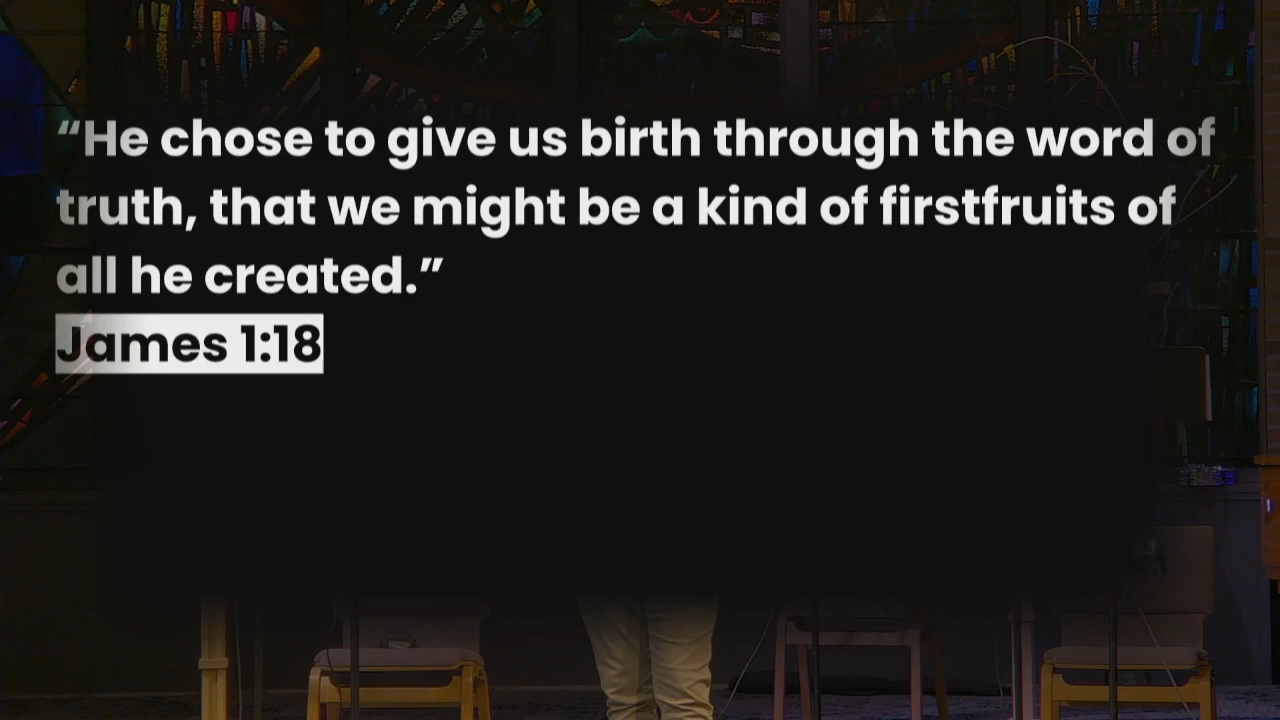 “He chose to give us birth through the word of
truth, that we might be a kind of firstfruits of
all he created.”
James 1:18